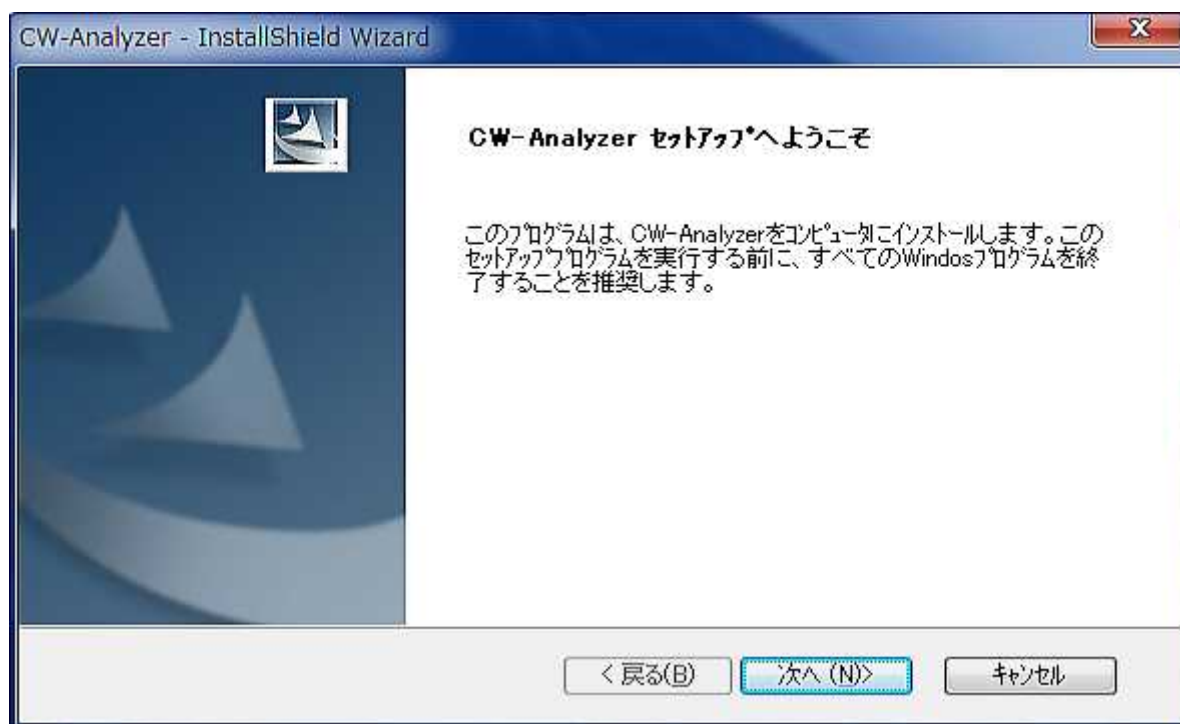 CW-Analyzer - InstallShield Wizard
CW-Analyzer セットアップへようこそ
このプログラムは、CW-Analyzerをコンピュータにインストールします。この
セットアッププログラムを実行する前に、すべてのWindosプログラムを終
了することを推奨します。
< 戻る(B)
次へ (N)>
キャンセル